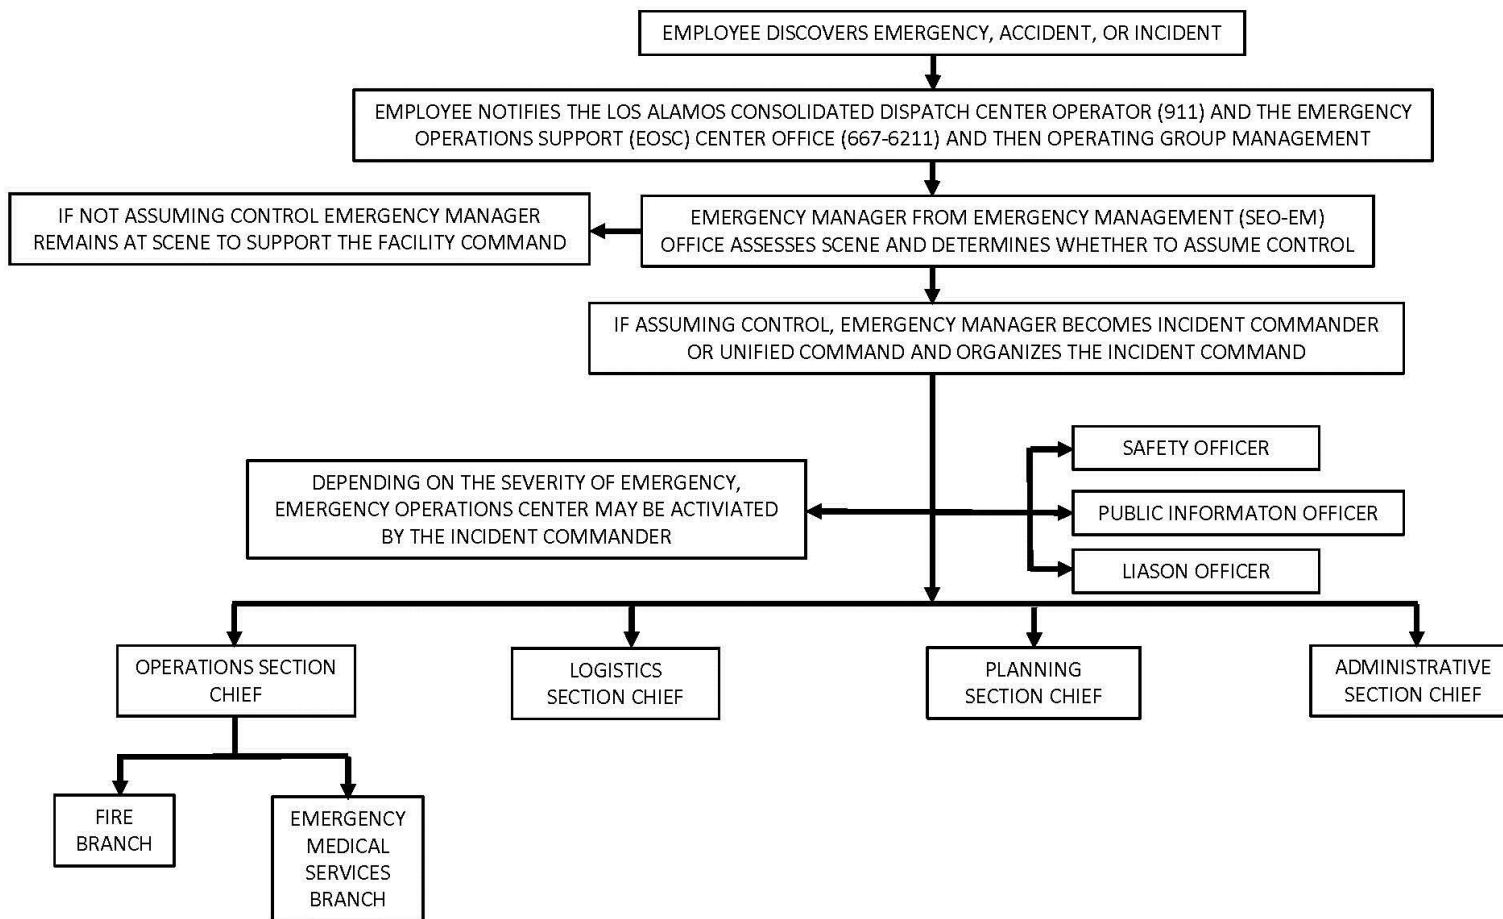 EMPLOYEE DISCOVERS EMERGENCY, ACCIDENT, OR INCIDENT
EMPLOYEE NOTIFIES THE LOS ALAMOS CONSOLIDATED DISPATCH CENTER OPERATOR (911) AND THE EMERGENCY
OPERATIONS SUPPORT (EOSC) CENTER OFFICE (667-6211) AND THEN OPERATING GROUP MANAGEMENT
IF NOT ASSUMING CONTROL EMERGENCY MANAGER
REMAINS AT SCENE TO SUPPORT THE FACILITY COMMAND
EMERGENCY MANAGER FROM EMERGENCY MANAGEMENT (SEO-EM)
OFFICE ASSESSES SCENE AND DETERMINES WHETHER TO ASSUME CONTROL
IF ASSUMING CONTROL, EMERGENCY MANAGER BECOMES INCIDENT COMMANDER
OR UNIFIED COMMAND AND ORGANIZES THE INCIDENT COMMAND
DEPENDING ON THE SEVERITY OF EMERGENCY,
EMERGENCY OPERATIONS CENTER MAY BE ACTIVIATED
BY THE INCIDENT COMMANDER
SAFETY OFFICER
PUBLIC INFORMATON OFFICER
LIASON OFFICER
OPERATIONS SECTION
CHIEF
LOGISTICS
SECTION CHIEF
PLANNING
SECTION CHIEF
ADMINISTRATIVE
SECTION CHIEF
FIRE
BRANCH
EMERGENCY
MEDICAL
SERVICES
BRANCH